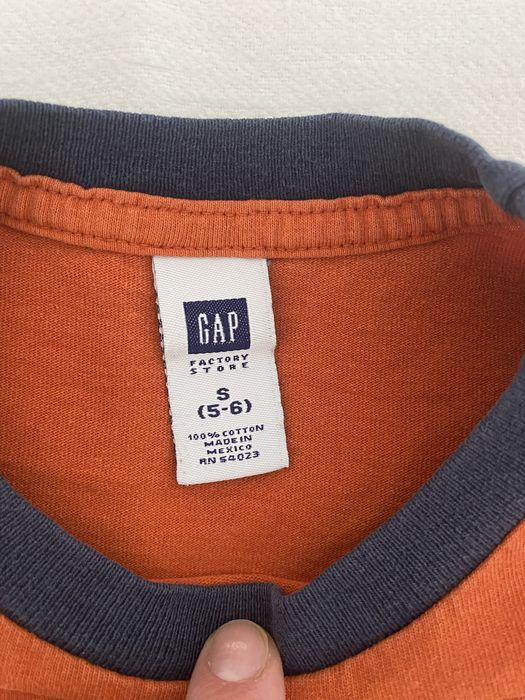 GAP
FACTORY
STORE
S
(5-6)
100% COTTON
MADE IN
MEXICO
RN 54023